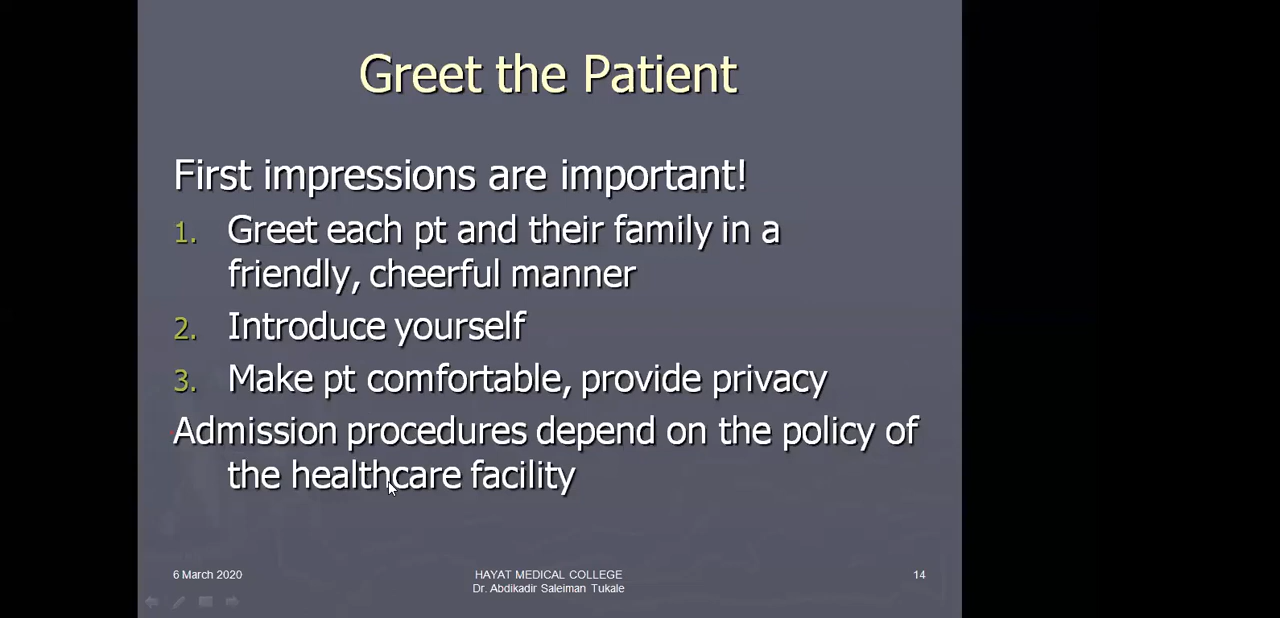 Greet the Patient
First impressions are important!
1. Greet each pt and their family in a
friendly, cheerful manner
2. Introduce yourself
3. Make pt comfortable, provide privacy
Admission procedures depend on the policy of
the healthcare facility
6 March 2020
HAYAT MEDICAL COLLEGE
Dr. Abdikadir Saleiman Tukale
14